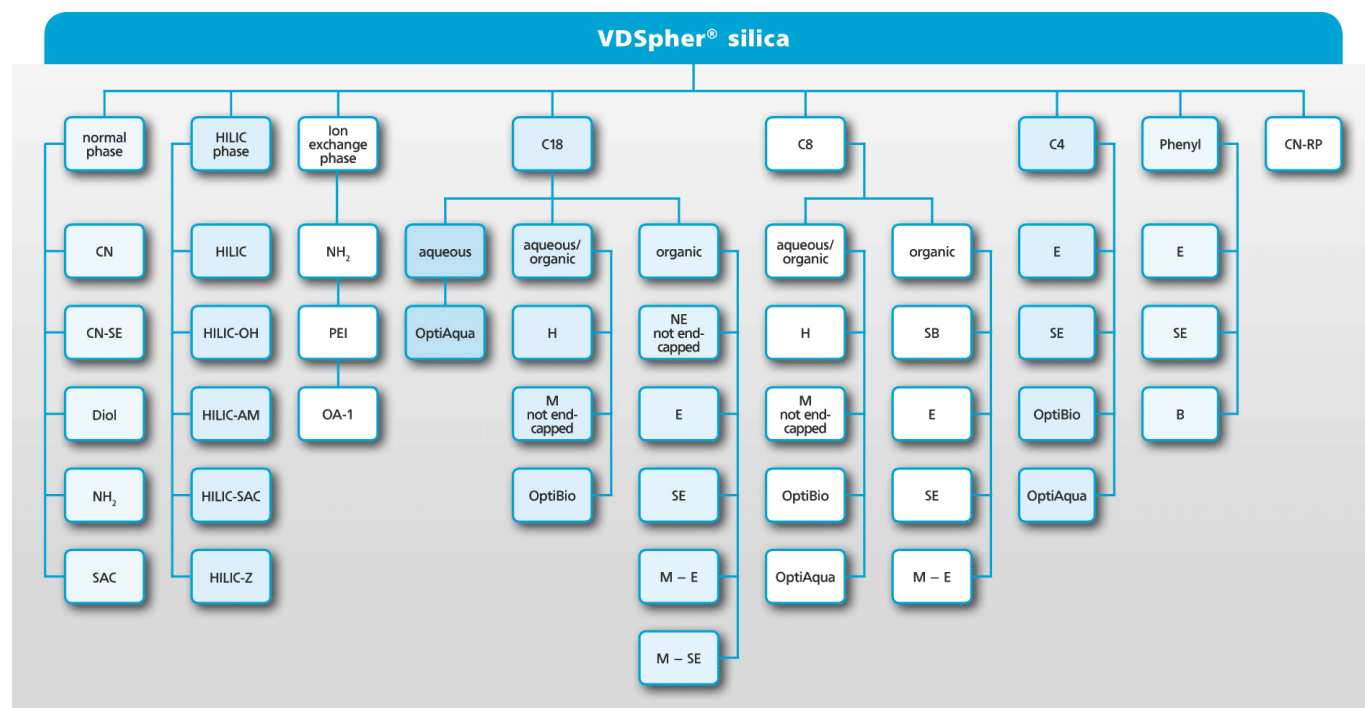 VDSpher® silica
normal
phase
HILIC
phase
Ion
exchange
phase
C18
C8
C4
Phenyl
CN-RP
CN
HILIC
NH₂
aqueous
aqueous/
organic
organic
aqueous/
organic
organic
E
E
CN-SE
HILIC-OH
PEI
OptiAqua
H
NE
not end-
capped
H
SB
SE
SE
Diol
HILIC-AM
OA-1
M
not end-
capped
E
M
not end-
capped
E
OptiBio
B
NH₂
HILIC-SAC
OptiBio
SE
OptiBio
SE
OptiAqua
SAC
HILIC-Z
M – E
OptiAqua
M – E
M – SE